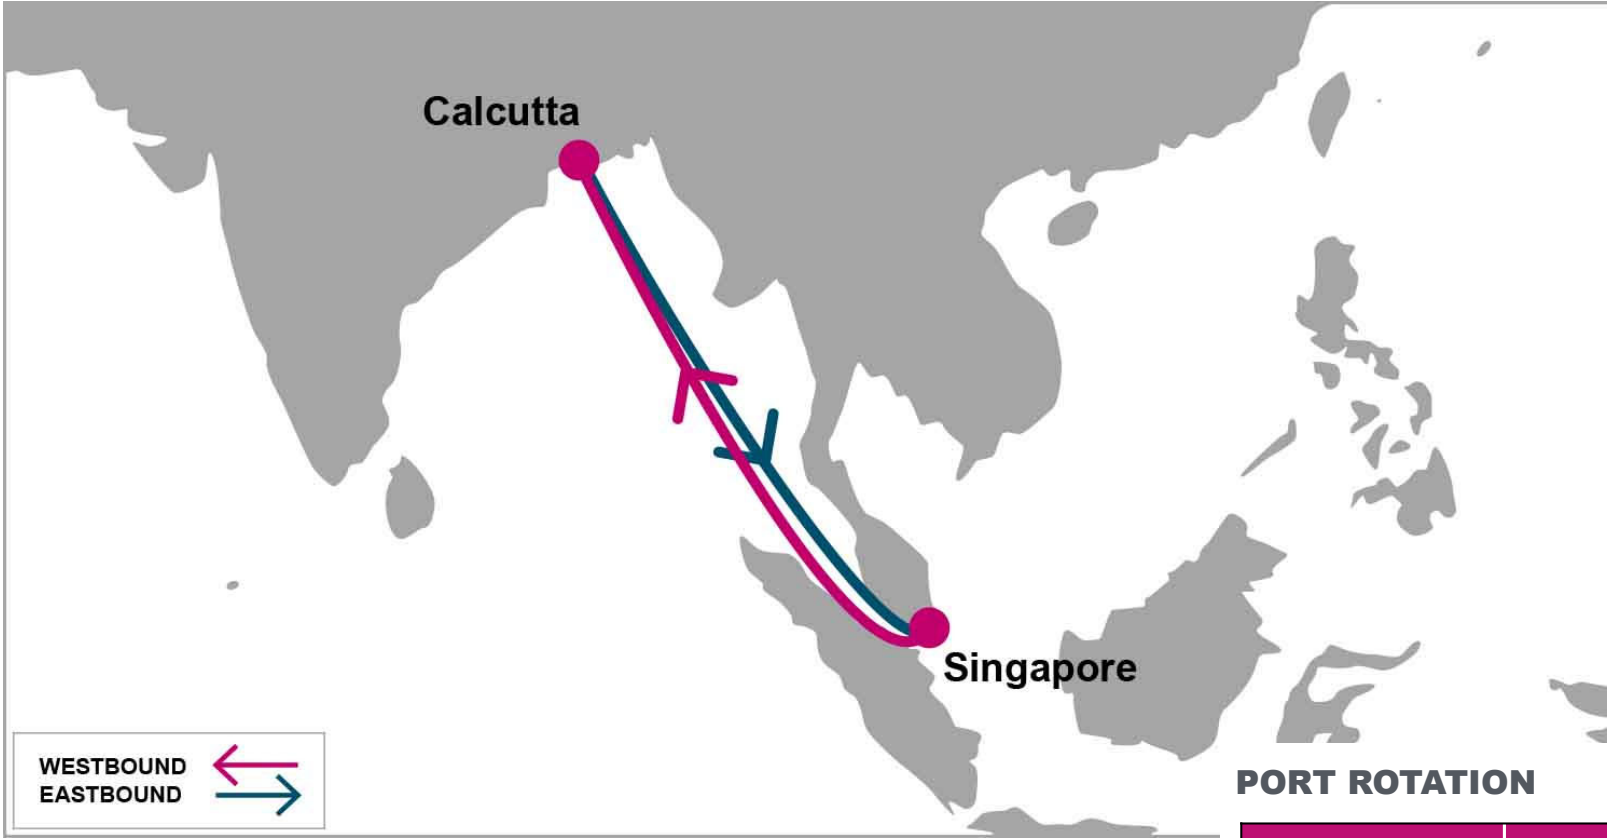 Calcutta
Singapore
WESTBOUND
EASTBOUND
PORT ROTATION